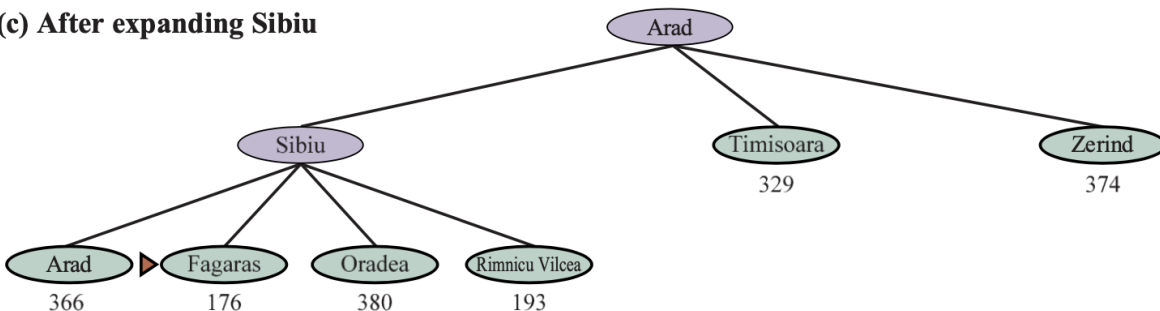 (c) After expanding Sibiu
Arad
Sibiu
Timisoara
Zerind
329
374
Arad
Fagaras
Oradea
Rimnicu Vilcea
366
176
380
193